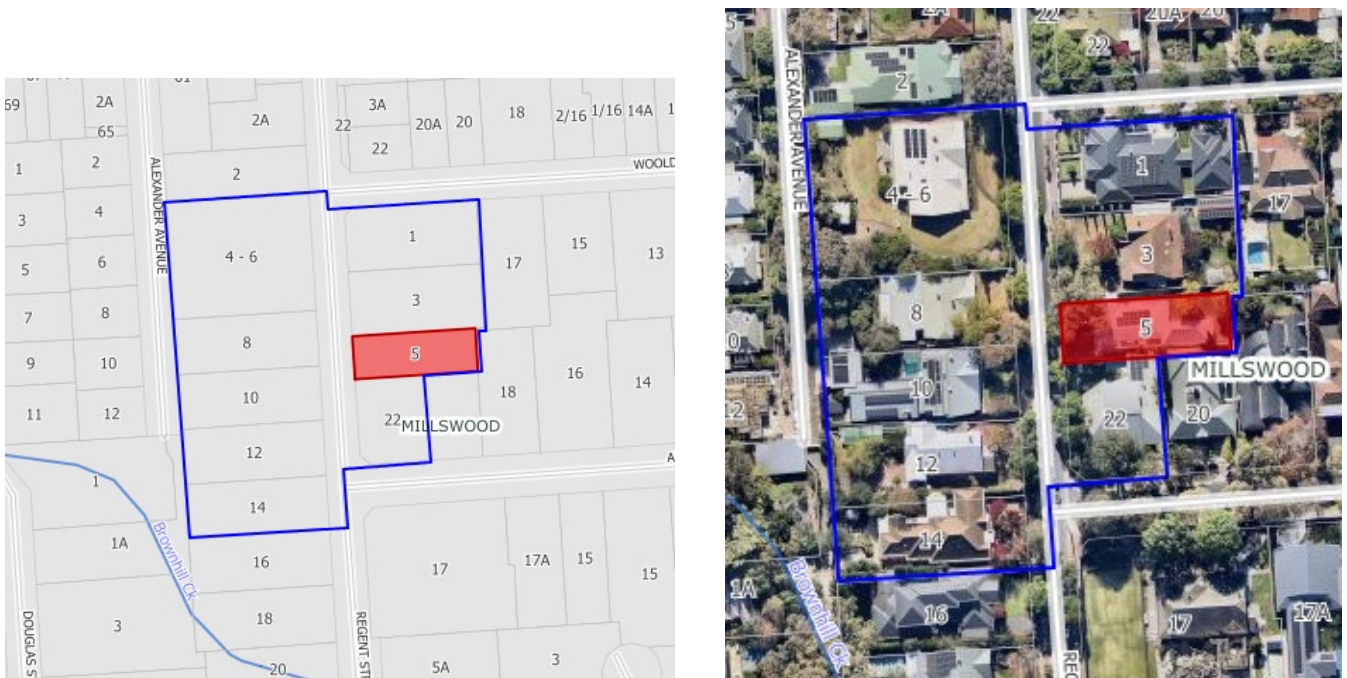 2A
3A
1/16
14A
2A
20A
20
18
2/16
65
22
22
1
2
2
WOOLD
ALEXANDER AVENUE
3
4
4 - 6
1
17
15
13
5
6
7
8
3
8
5
9
10
10
18
16
14
11
12
22
MILLSWOOD
12
1
14
1A
Brownhill Ck
16
17
17A
15
15
3
18
DOUGLAS S
REGENT ST
20
5A
3
22
20A
20
22
2
ALEXANDER AVENUE
4 - 6
1
17
3
8
5
MILLSWOOD
10
22
20
12
14
1A
Brownhill Ck
16
17
17A
REG